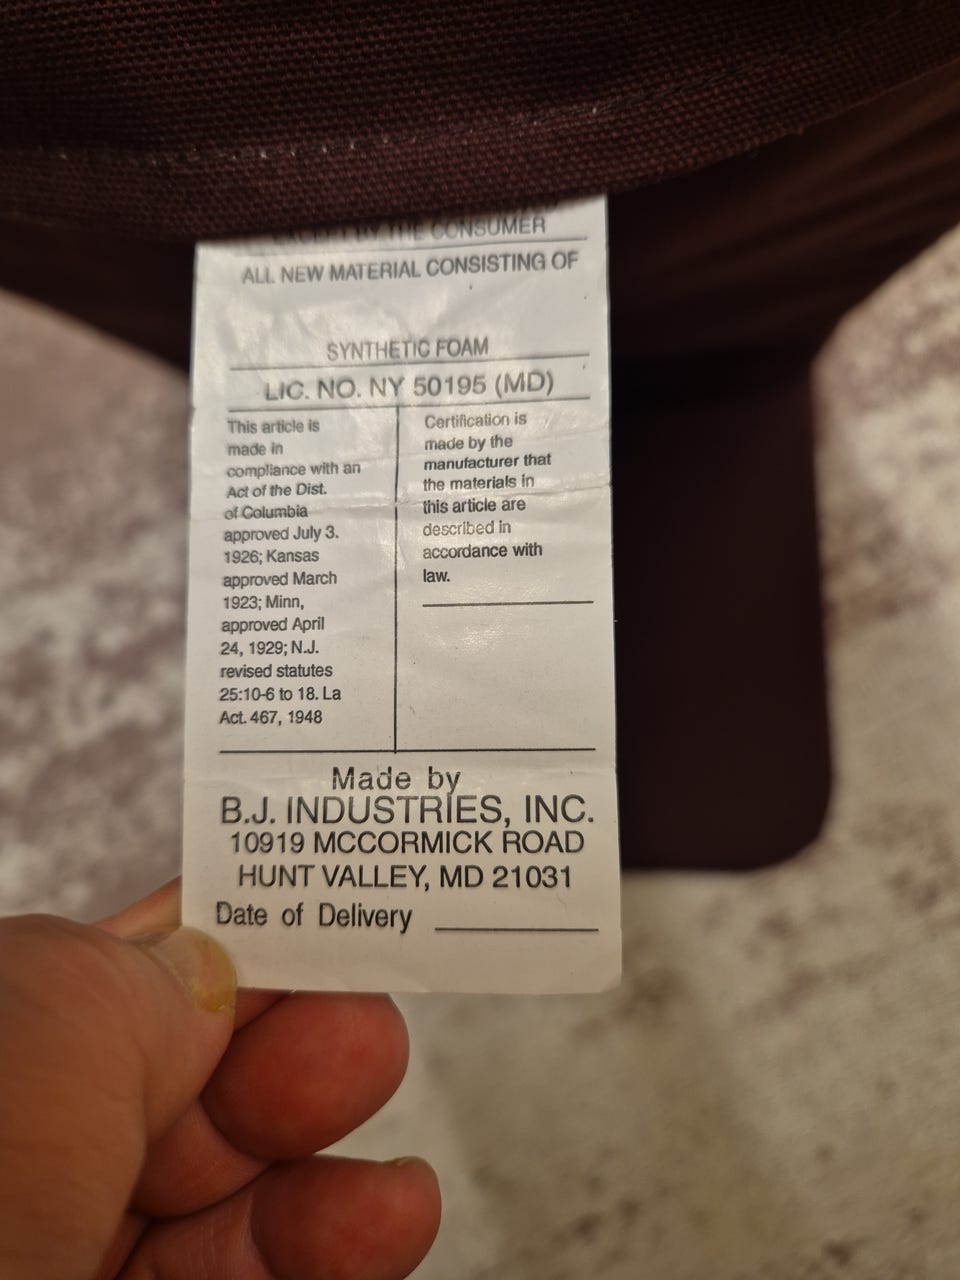 EXCEPT BY THE CONSUMER
ALL NEW MATERIAL CONSISTING OF
SYNTHETIC FOAM
LIC. NO. NY 50195 (MD)
This article is
made in
compliance with an
Act of the Dist.
of Columbia
approved July 3.
1926; Kansas
approved March
1923; Minn,
approved April
24, 1929; N.J.
revised statutes
25:10-6 to 18. La
Act. 467, 1948
Certification is
made by the
manufacturer that
the materials in
this article are
described in
accordance with
law.
Made by
B.J. INDUSTRIES, INC.
10919 MCCORMICK ROAD
HUNT VALLEY, MD 21031
Date of Delivery